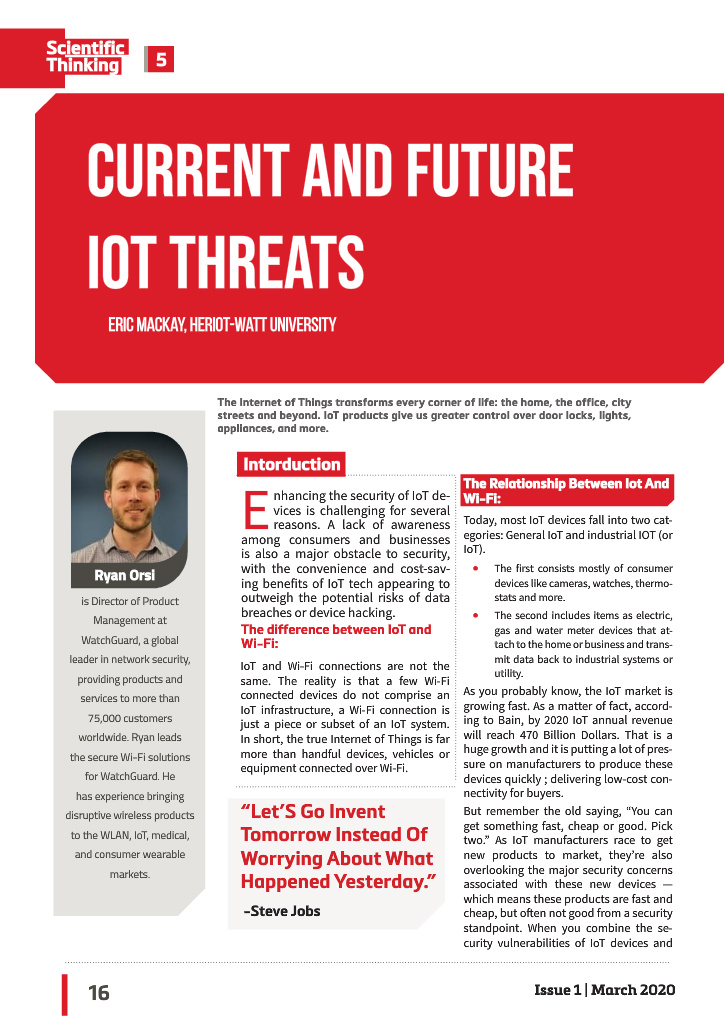 Scientific
Thinking
5
CURRENT AND FUTURE
IOT THREATS
ERIC MACKAY, HERIOT-WATT UNIVERSITY
The Internet of Things transforms every corner of life: the home, the office, city
streets and beyond. IoT products give us greater control over door locks, lights,
appliances, and more.
Ryan Orsi
is Director of Product
Management at
WatchGuard, a global
leader in network security,
providing products and
services to more than
75,000 customers
worldwide. Ryan leads
the secure Wi-Fi solutions
for WatchGuard. He
has experience bringing
disruptive wireless products
to the WLAN, IoT, medical,
and consumer wearable
markets.
Intorduction
Enhancing the security of IoT de-
vices is challenging for several
reasons. A lack of awareness
among consumers and businesses
is also a major obstacle to security,
with the convenience and cost-sav-
ing benefits of IoT tech appearing to
outweigh the potential risks of data
breaches or device hacking.
The difference between IoT and
Wi-Fi:
IoT and Wi-Fi connections are not the
same. The reality is that a few Wi-Fi
connected devices do not comprise an
IoT infrastructure, a Wi-Fi connection is
just a piece or subset of an IoT system.
In short, the true Internet of Things is far
more than handful devices, vehicles or
equipment connected over Wi-Fi.
“Let’S Go Invent
Tomorrow Instead Of
Worrying About What
Happened Yesterday.”
-Steve Jobs
The Relationship Between Iot And
Wi-Fi:
Today, most IoT devices fall into two cat-
egories: General IoT and industrial IOT (or
IoT).
• The first consists mostly of consumer
devices like cameras, watches, thermo-
stats and more.
• The second includes items as electric,
gas and water meter devices that at-
tach to the home or business and trans-
mit data back to industrial systems or
utility.
As you probably know, the IoT market is
growing fast. As a matter of fact, accord-
ing to Bain, by 2020 IoT annual revenue
will reach 470 Billion Dollars. That is a
huge growth and it is putting a lot of pres-
sure on manufacturers to produce these
devices quickly ; delivering low-cost con-
nectivity for buyers.
But remember the old saying, “You can
get something fast, cheap or good. Pick
two.” As IoT manufacturers race to get
new products to market, they’re also
overlooking the major security concerns
associated with these new devices —
which means these products are fast and
cheap, but often not good from a security
standpoint. When you combine the se-
curity vulnerabilities of IoT devices and
16
Issue 1 | March 2020